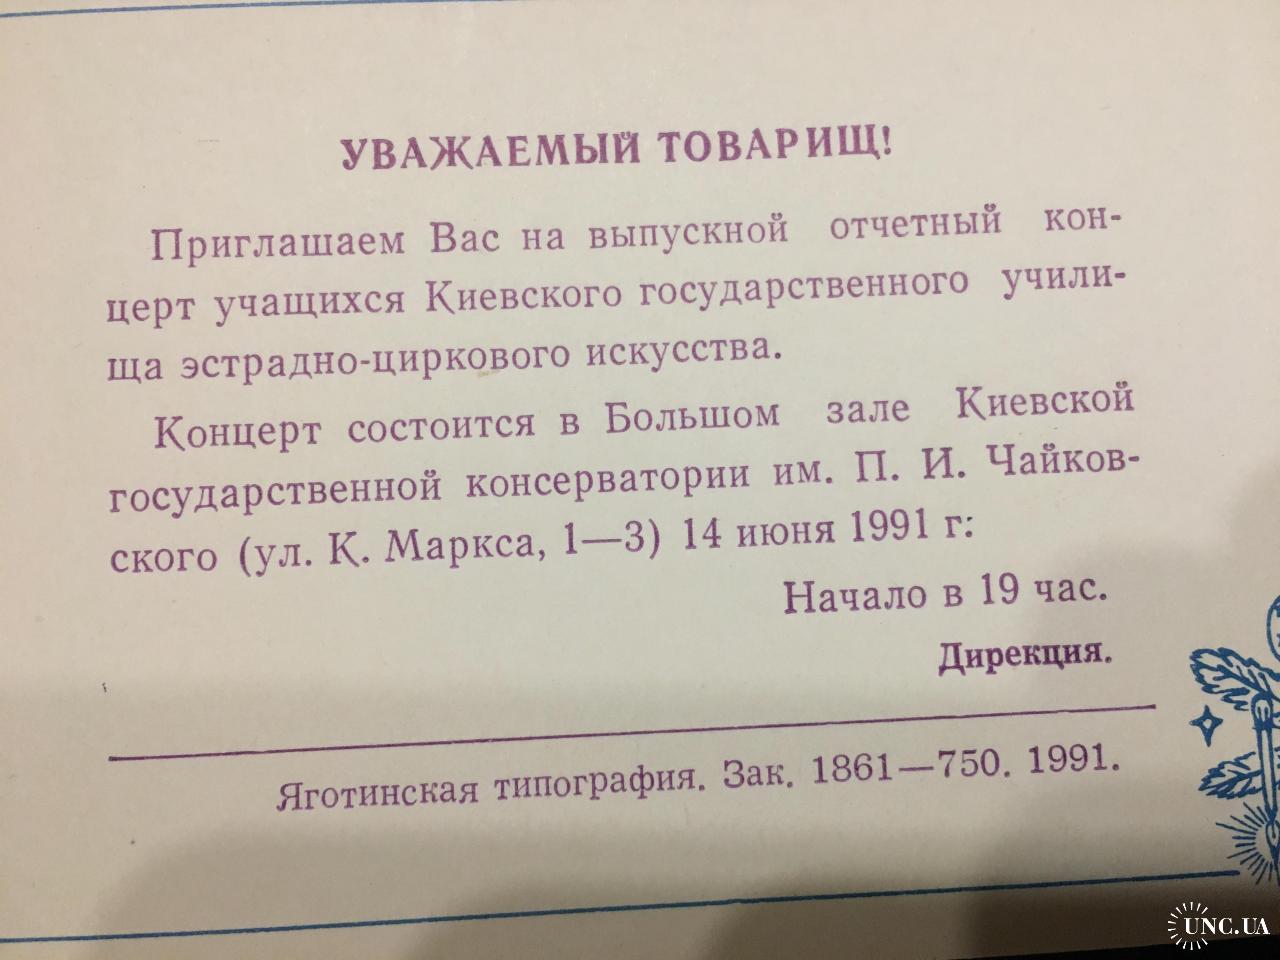 УВАЖАЕМЫЙ ТОВАРИЩ!
Приглашаем Вас на выпускной отчетный кон-
церт учащихся Киевского государственного учили-
ща эстрадно-циркового искусства.
Концерт состоится в Большом зале Киевской
государственной консерватории им. П. И. Чайков-
ского (ул. К. Маркса, 1—3) 14 июня 1991 г:
Начало в 19 час.
Дирекция.
Яготинская типография. Зак. 1861—750. 1991.
UNC.UA